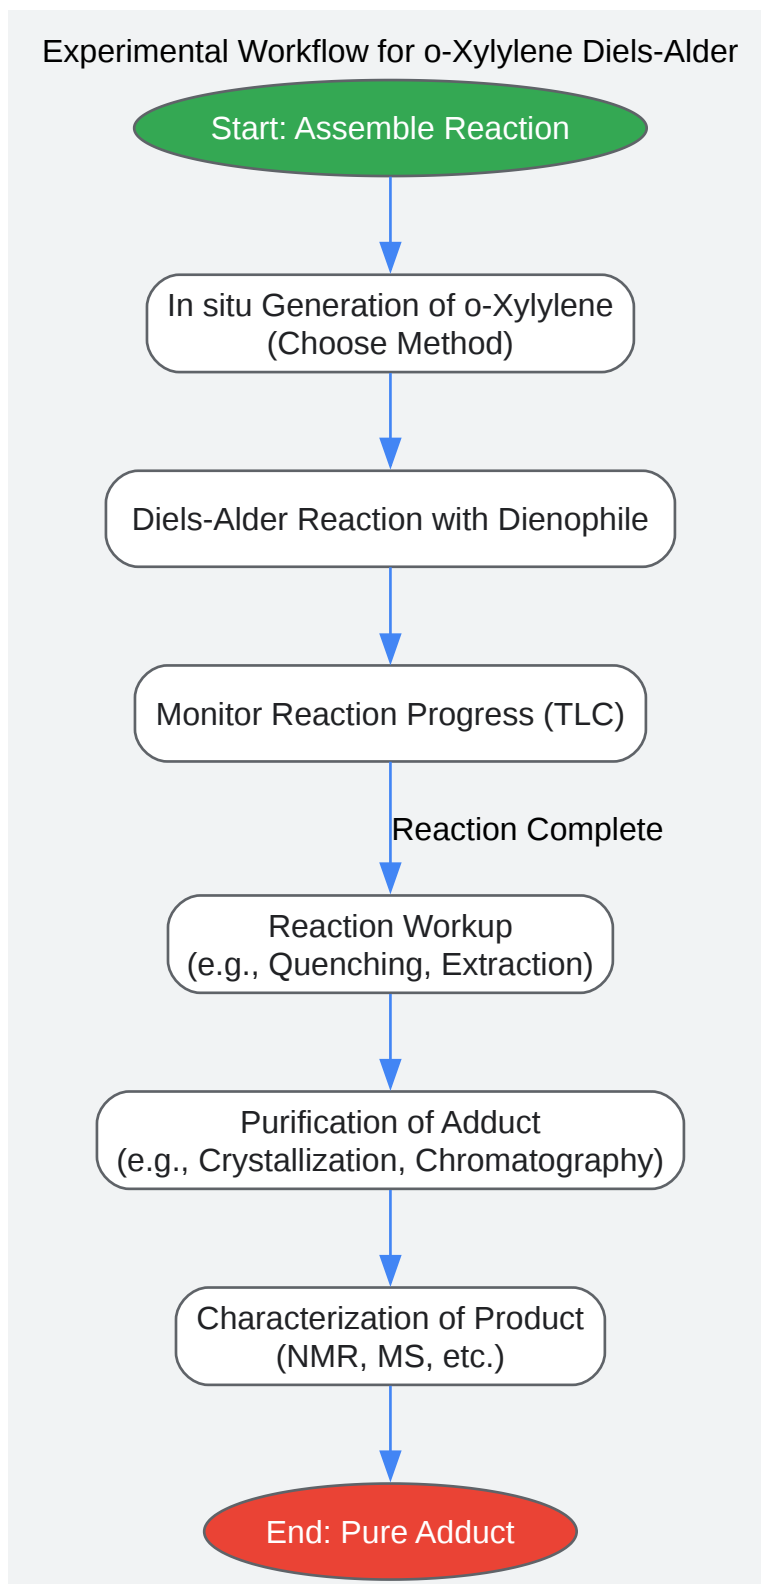 Experimental Workflow for o-Xylylene Diels-Alder
Start: Assemble Reaction
In situ Generation of o-Xylylene
(Choose Method)
Diels-Alder Reaction with Dienophile
Monitor Reaction Progress (TLC)
Reaction Complete
Reaction Workup
(e.g., Quenching, Extraction)
Purification of Adduct
(e.g., Crystallization, Chromatography)
Characterization of Product
(NMR, MS, etc.)
End: Pure Adduct